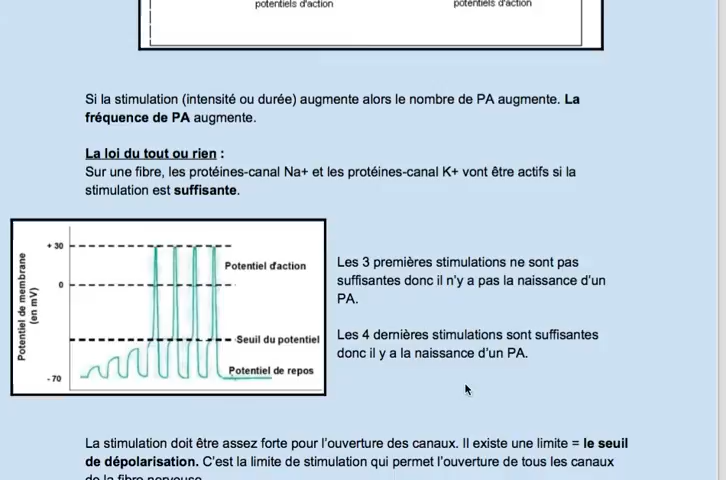 potentiels d'action
potentiels d'action
Si la stimulation (intensité ou durée) augmente alors le nombre de PA augmente. La
fréquence de PA augmente.
La loi du tout ou rien :
Sur une fibre, les protéines-canal Na+ et les protéines-canal K+ vont être actifs si la
stimulation est suffisante.
Potentiel de membrane
(en mV)
+ 30
0
- 70
Potentiel d'action
Seuil du potentiel
Potentiel de repos
Les 3 premières stimulations ne sont pas
suffisantes donc il n'y a pas la naissance d'un
PA.
Les 4 dernières stimulations sont suffisantes
donc il y a la naissance d'un PA.
La stimulation doit être assez forte pour l'ouverture des canaux. Il existe une limite = le seuil
de dépolarisation. C'est la limite de stimulation qui permet l'ouverture de tous les canaux
de la fibre nerveuse